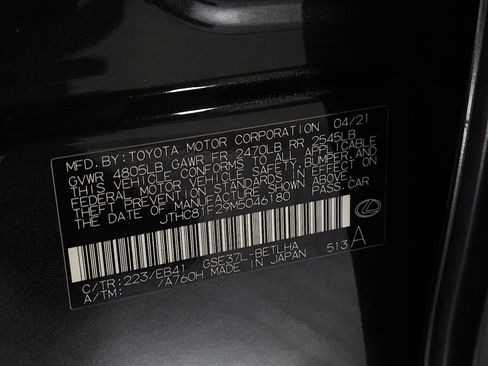 MFD.BY:TOYOTA MOTOR CORPORATION 04/21
GVWR 4805LB GAWR FR 2470LB RR 2545LB
THIS VEHICLE CONFORMS TO ALL APPLICABLE
FEDERAL MOTOR VEHICLE SAFETY, BUMPER, AND
THEFT PREVENTION STANDARDS IN EFFECT ON
THE DATE OF MANUFACTURE SHOWN ABOVE.
JTHC81F29M5046180 PASS.CAR
C/TR:223/EB41 GSE37L-BETLHA 513 A
A/TM: /A760H MADE IN JAPAN